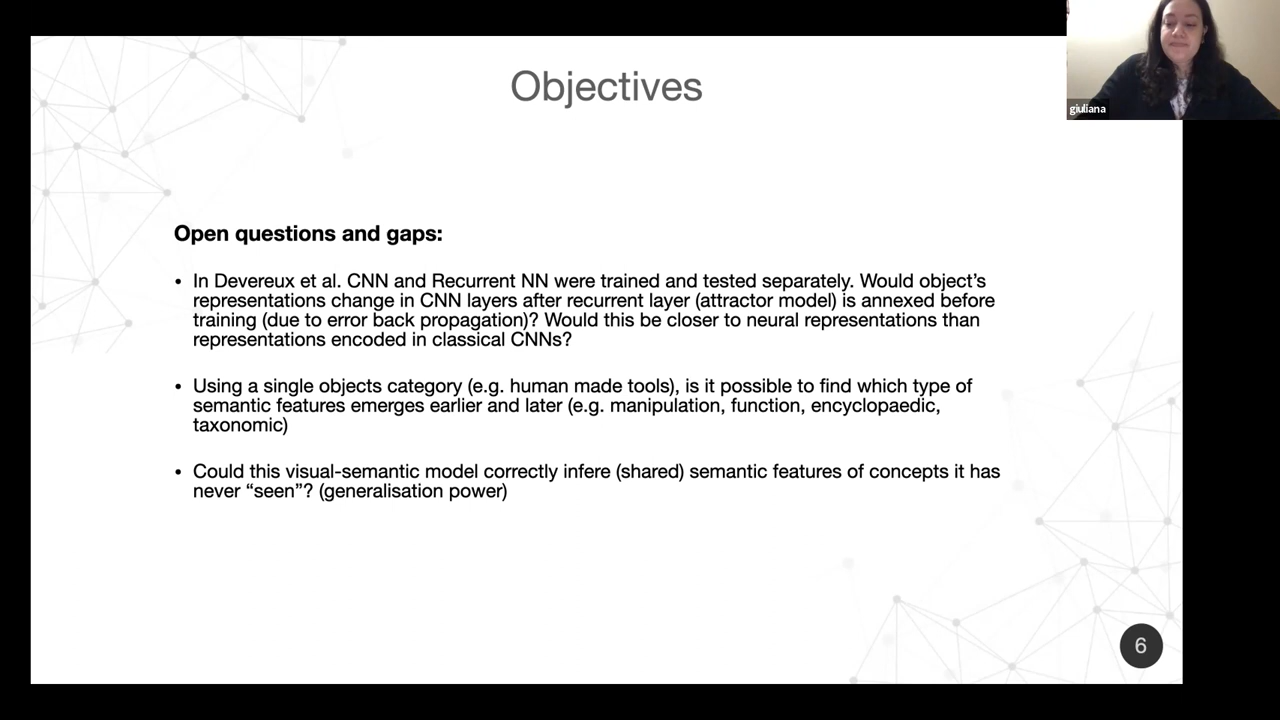 Objectives
giuliana
Open questions and gaps:
• In Devereux et al. CNN and Recurrent NN were trained and tested separately. Would object’s
representations change in CNN layers after recurrent layer (attractor model) is annexed before
training (due to error back propagation)? Would this be closer to neural representations than
representations encoded in classical CNNs?
• Using a single objects category (e.g. human made tools), is it possible to find which type of
semantic features emerges earlier and later (e.g. manipulation, function, encyclopaedic,
taxonomic)
• Could this visual-semantic model correctly infere (shared) semantic features of concepts it has
never “seen”? (generalisation power)
6